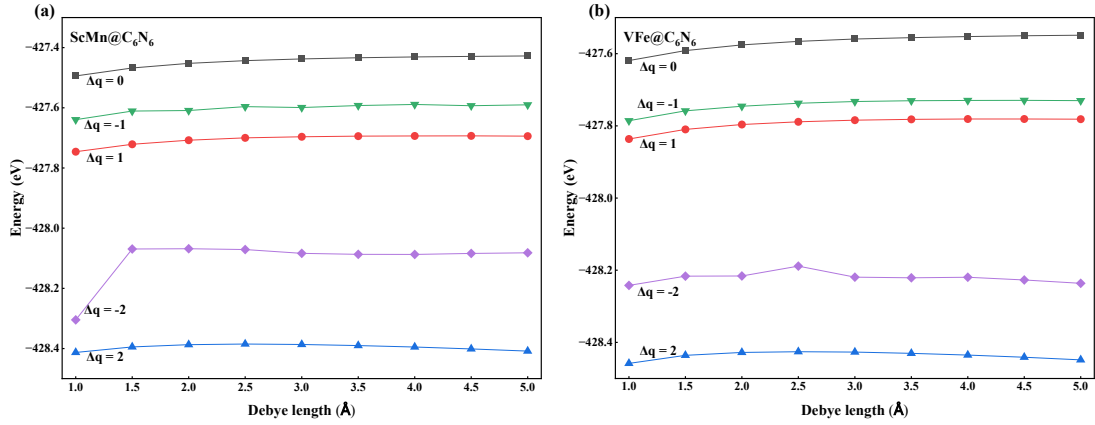 (a)
ScMn@C₆N₆
−427.4
−427.6
−427.8
−428.0
−428.2
−428.4
Energy (eV)
Δq = 0
Δq = -1
Δq = 1
Δq = -2
Δq = 2
1.0 1.5 2.0 2.5 3.0 3.5 4.0 4.5 5.0
Debye length (Å)
(b)
VFe@C₆N₆
−427.6
−427.8
−428.0
−428.2
−428.4
Energy (eV)
Δq = 0
Δq = -1
Δq = 1
Δq = -2
Δq = 2
1.0 1.5 2.0 2.5 3.0 3.5 4.0 4.5 5.0
Debye length (Å)